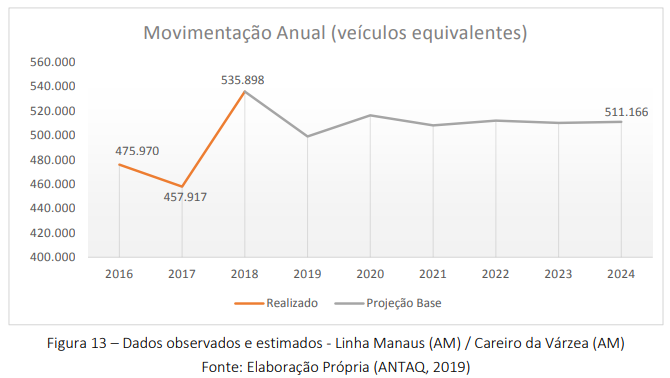 Movimentação Anual (veículos equivalentes)
560.000
540.000
520.000
500.000
480.000
460.000
440.000
420.000
400.000
475.970
457.917
535.898
511.166
2016 2017 2018 2019 2020 2021 2022 2023 2024
Realizado Projeção Base
Figura 13 – Dados observados e estimados - Linha Manaus (AM) / Careiro da Várzea (AM)
Fonte: Elaboração Própria (ANTAQ, 2019)